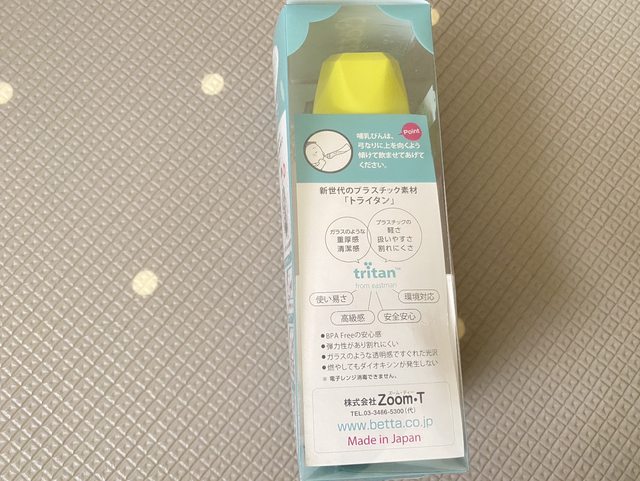 Point
哺乳びんは、
弓なりに上を向くよう
傾けて飲ませてあげて
ください。
新世代のプラスチック素材
「トライタン」
ガラスのような
重厚感
清潔感
プラスチックの
軽さ
扱いやすさ
割れにくさ
tritan™
from eastman
使い易さ
環境対応
高級感
安全安心
●BPA Freeの安心感
●弾力性があり割れにくい
●ガラスのような透明感ですぐれた光沢
●燃やしてもダイオキシンが発生しない
※ 電子レンジ消毒できません。
株式会社 Zoom・T
TEL.03-3486-5300（代）
www.betta.co.jp
Made in Japan